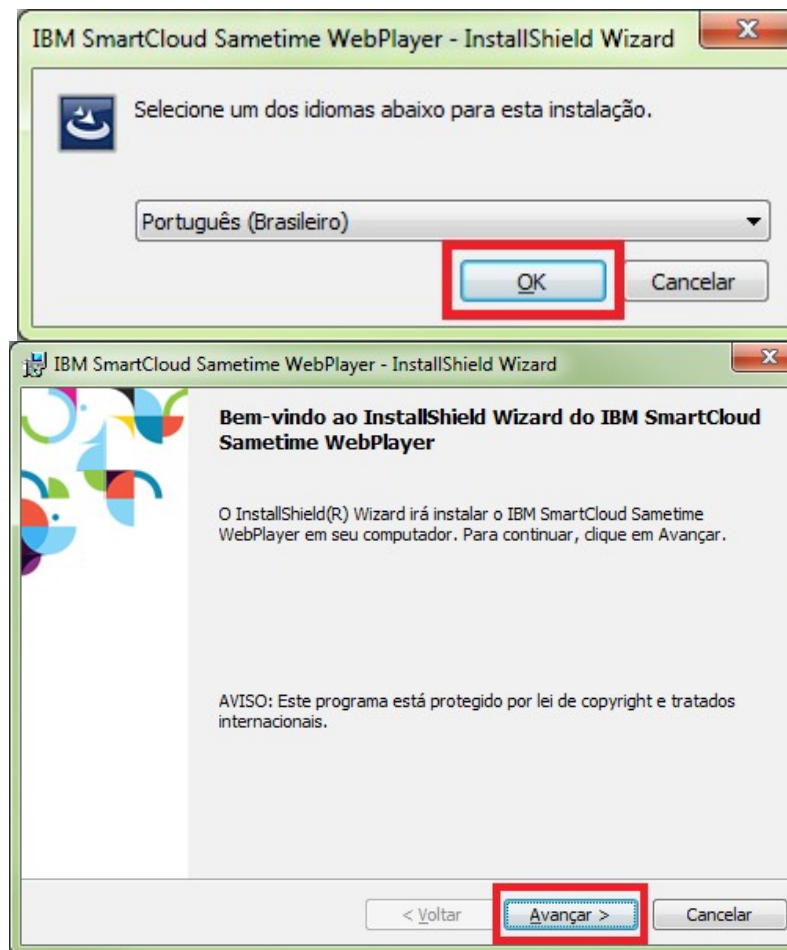 IBM SmartCloud Sametime WebPlayer - InstallShield Wizard
Selecione um dos idiomas abaixo para esta instalação.
Português (Brasileiro)
OK Cancelar
IBM SmartCloud Sametime WebPlayer - InstallShield Wizard
Bem-vindo ao InstallShield Wizard do IBM SmartCloud
Sametime WebPlayer
O InstallShield(R) Wizard irá instalar o IBM SmartCloud Sametime
WebPlayer em seu computador. Para continuar, clique em Avançar.
AVISO: Este programa está protegido por lei de copyright e tratados
internacionais.
< Voltar Avançar > Cancelar